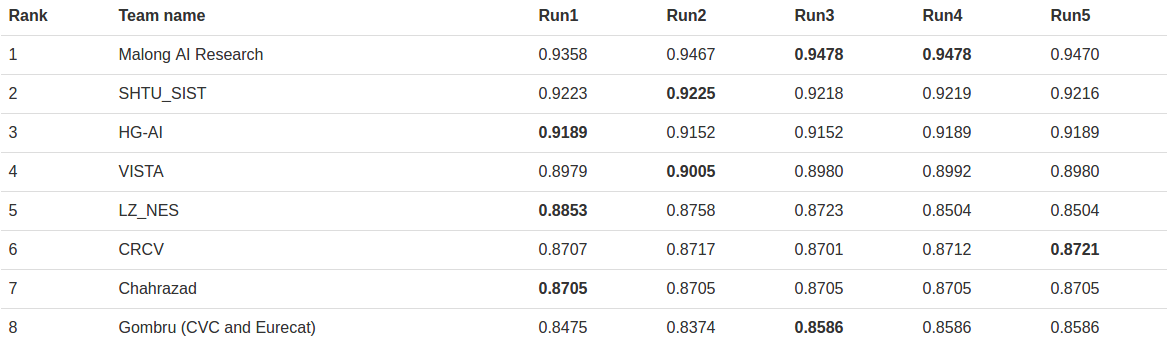 Rank Team name Run1 Run2 Run3 Run4 Run5
1 Malong AI Research 0.9358 0.9467 0.9478 0.9478 0.9470
2 SHTU_SIST 0.9223 0.9225 0.9218 0.9219 0.9216
3 HG-AI 0.9189 0.9152 0.9152 0.9189 0.9189
4 VISTA 0.8979 0.9005 0.8980 0.8992 0.8980
5 LZ_NES 0.8853 0.8758 0.8723 0.8504 0.8504
6 CRCV 0.8707 0.8717 0.8701 0.8712 0.8721
7 Chahrazad 0.8705 0.8705 0.8705 0.8705 0.8705
8 Gombru (CVC and Eurecat) 0.8475 0.8374 0.8586 0.8586 0.8586